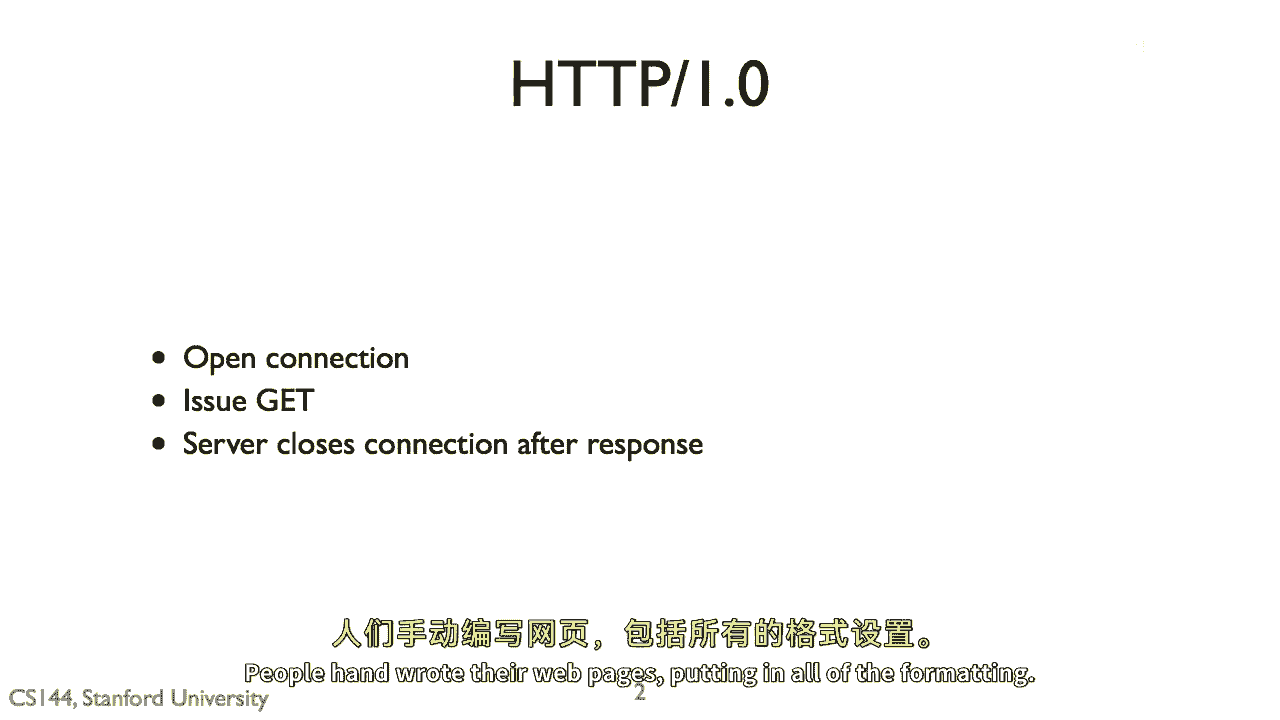 HTTP/1.0
• Open connection
• Issue GET
• Server closes connection after response
人们手动编写网页，包括所有的格式设置。
People hand wrote their web pages, putting in all of the formatting.
CS144, Stanford University
2